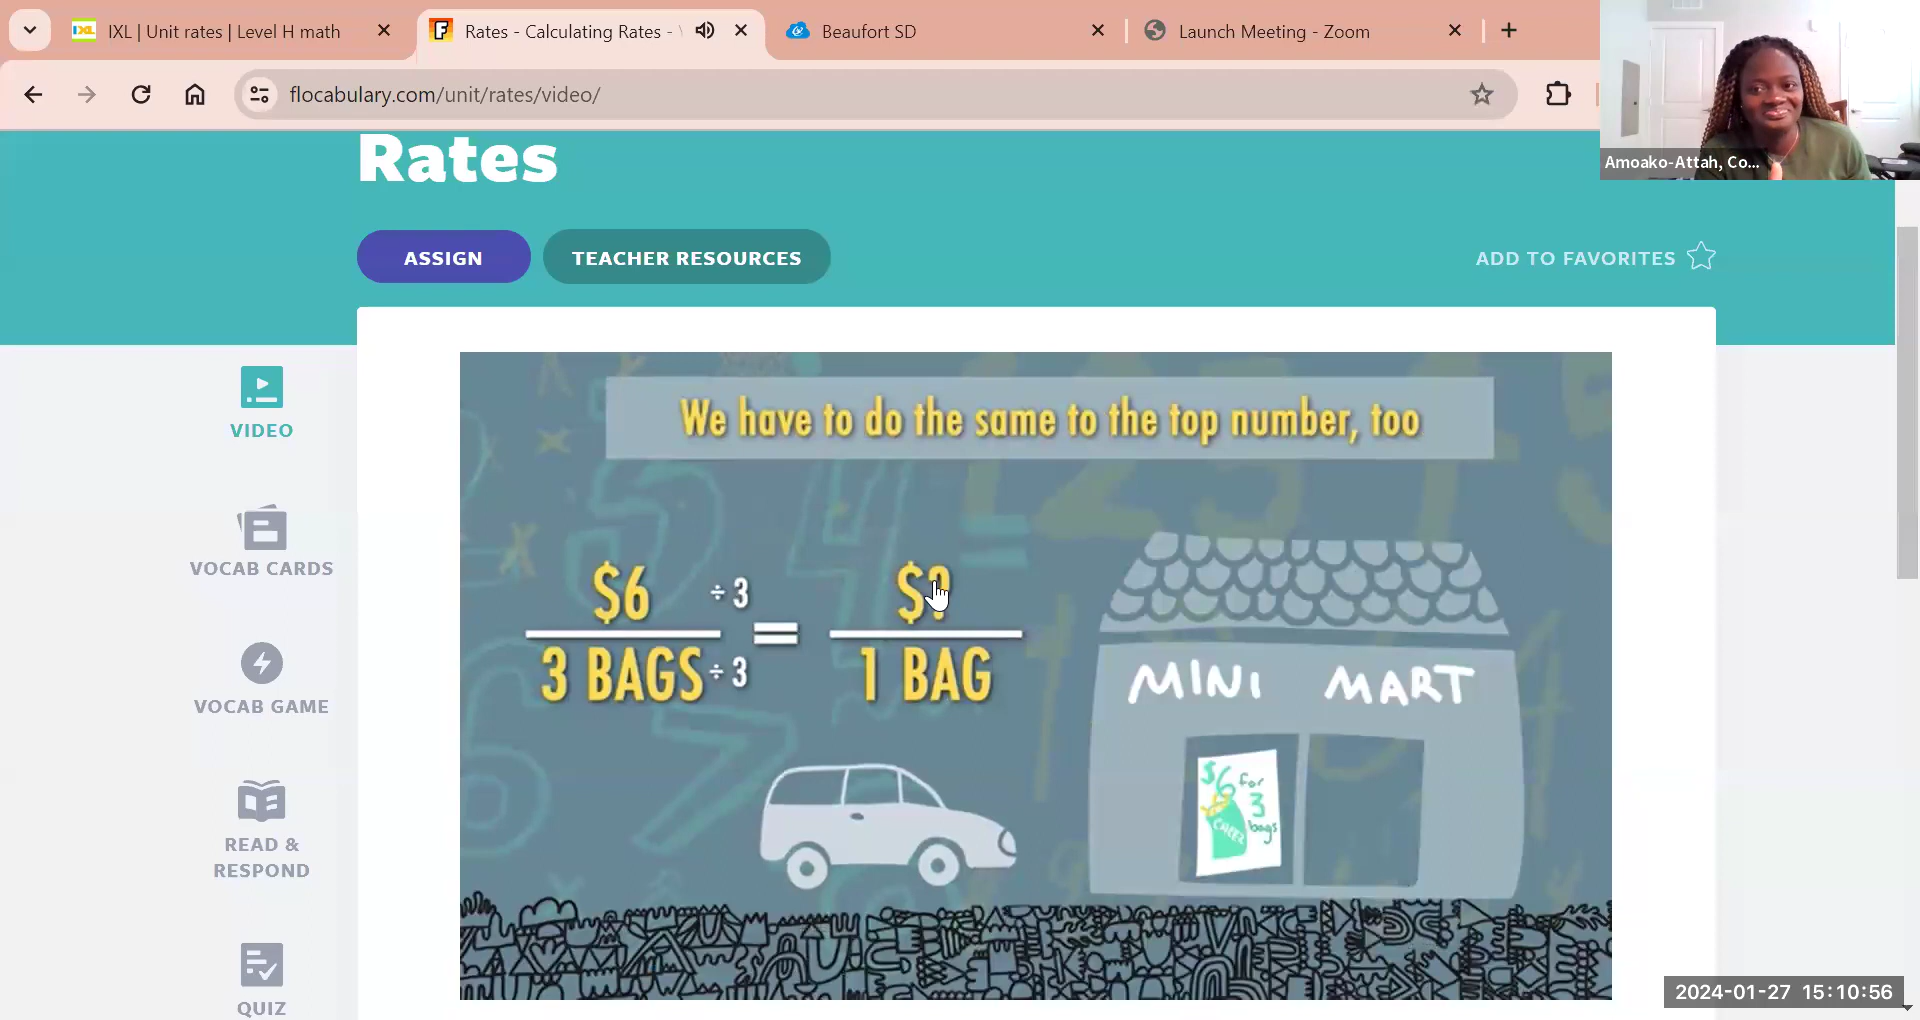 IXL | Unit rates | Level H math
Rates - Calculating Rates -
Beaufort SD
Launch Meeting - Zoom
flocabulary.com/unit/rates/video/
Amoako-Attah, Co...
Rates
ASSIGN
TEACHER RESOURCES
ADD TO FAVORITES
VIDEO
VOCAB CARDS
VOCAB GAME
READ &
RESPOND
QUIZ
We have to do the same to the top number, too
$6 ÷ 3 = $?
3 BAGS ÷ 3 1 BAG
MINI MART
$6 for
3
bags
2024-01-27 15:10:56